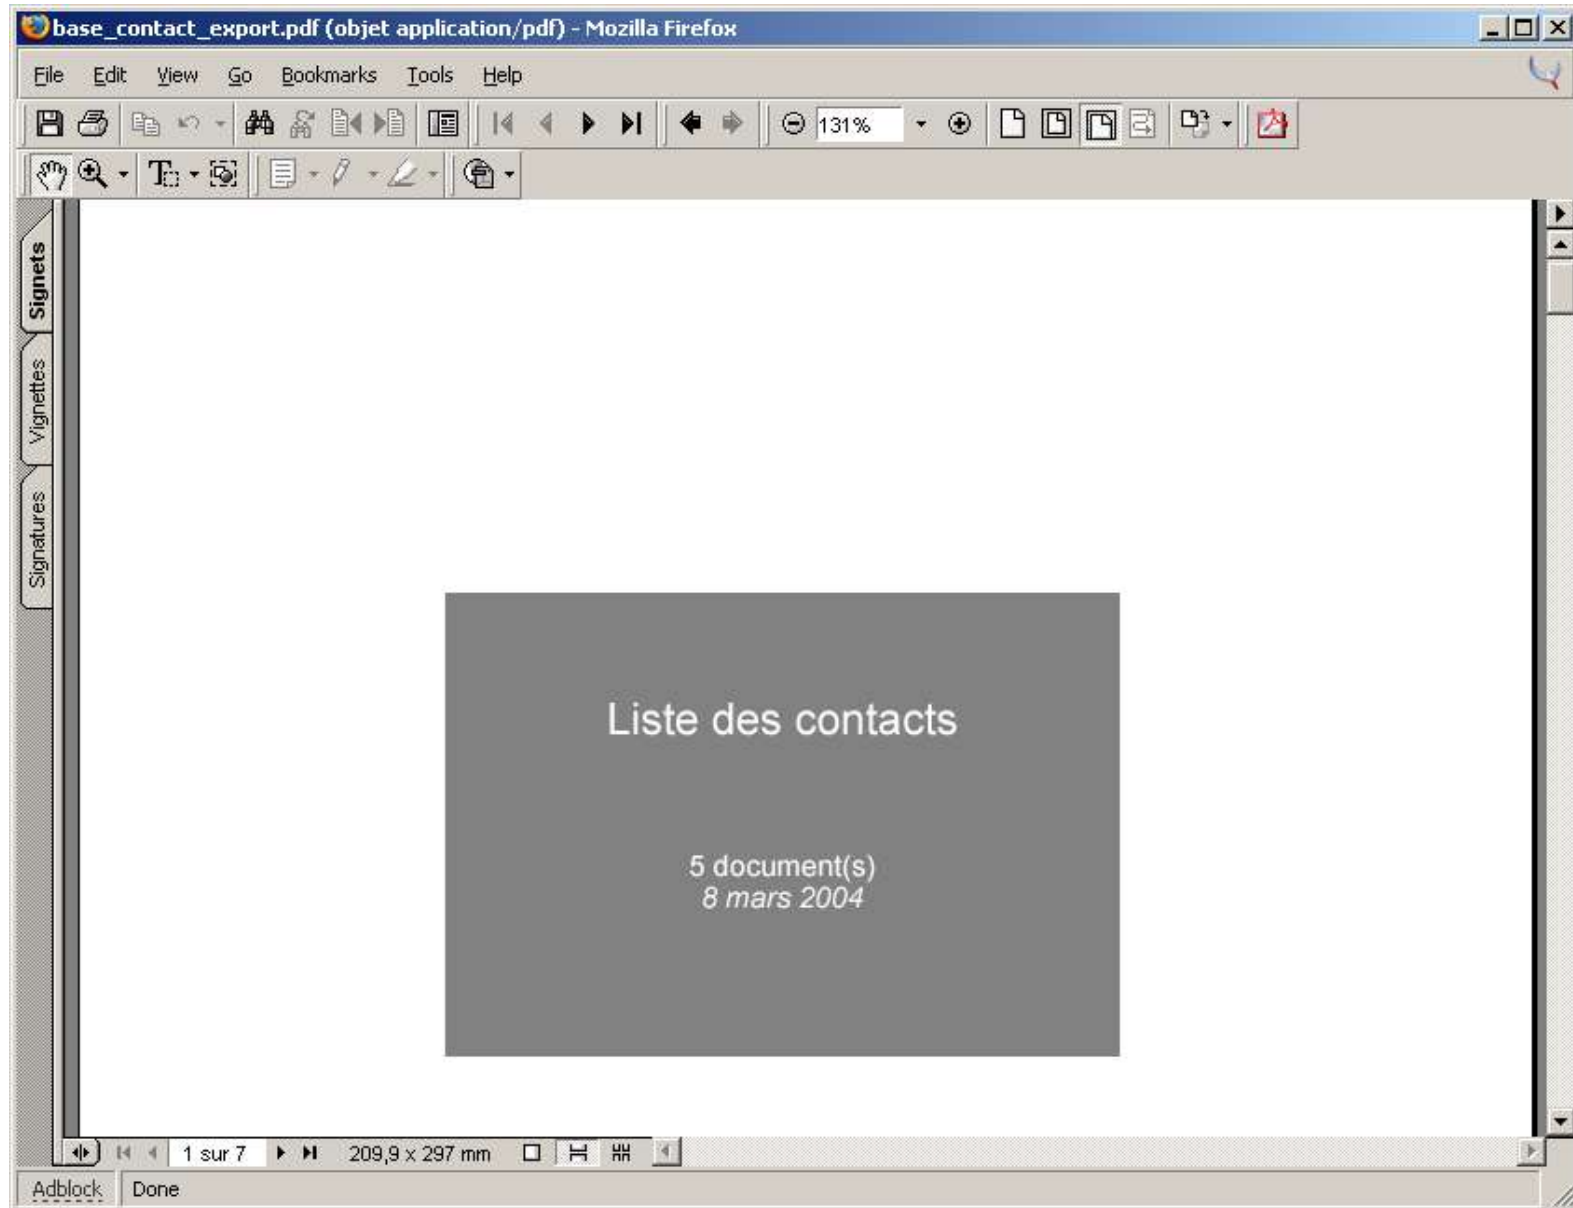 base_contact_export.pdf (objet application/pdf) - Mozilla Firefox
File Edit View Go Bookmarks Tools Help
131%
Signets
Vignettes
Signatures
Liste des contacts
5 document(s)
8 mars 2004
1 sur 7 209,9 x 297 mm
Adblock Done